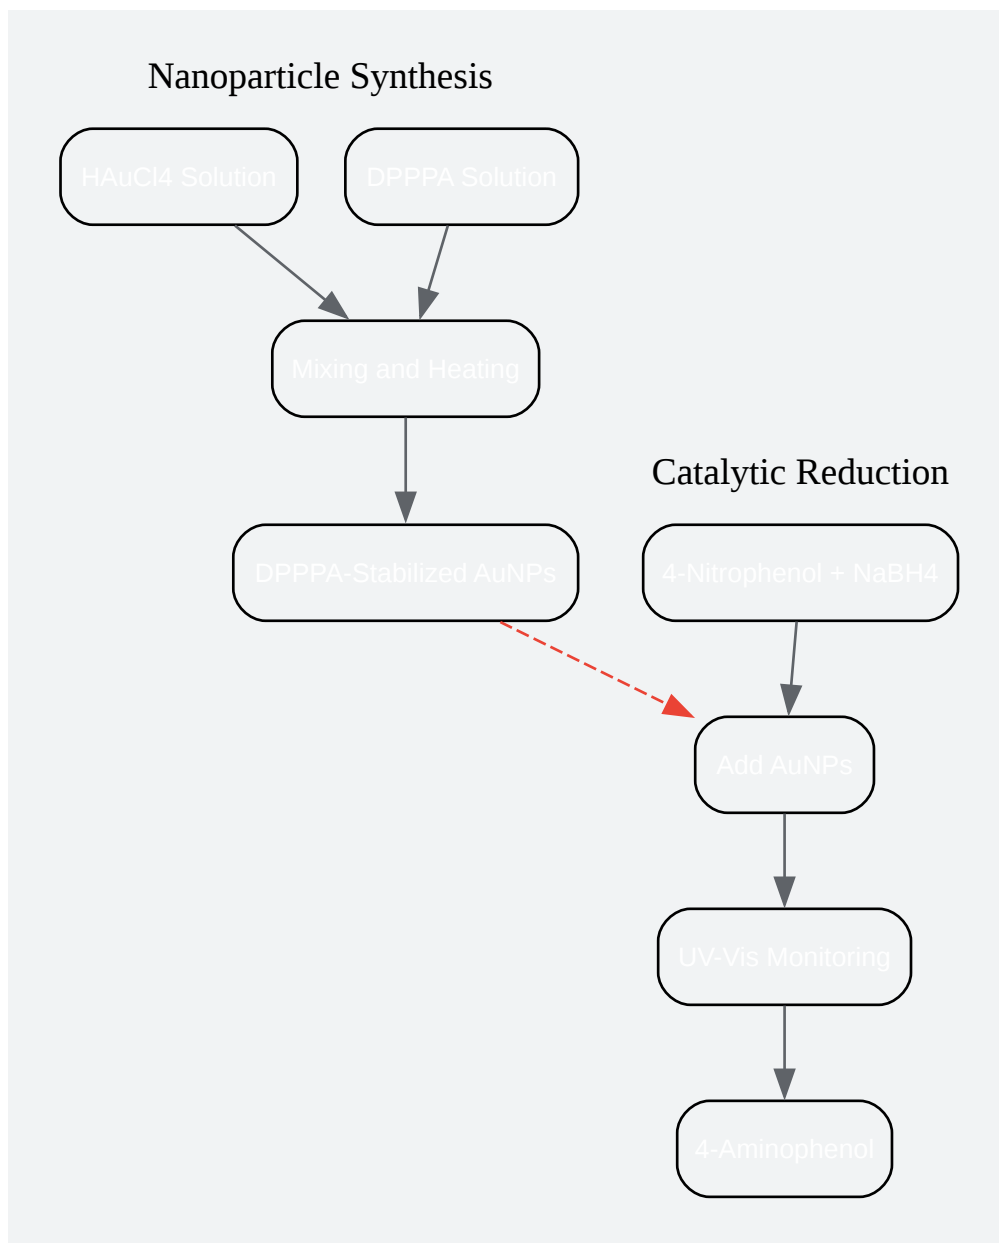 Nanoparticle Synthesis
HAuCl4 Solution
DPPPA Solution
Mixing and Heating
Catalytic Reduction
DPPPA-Stabilized AuNPs
4-Nitrophenol + NaBH4
Add AuNPs
UV-Vis Monitoring
4-Aminophenol